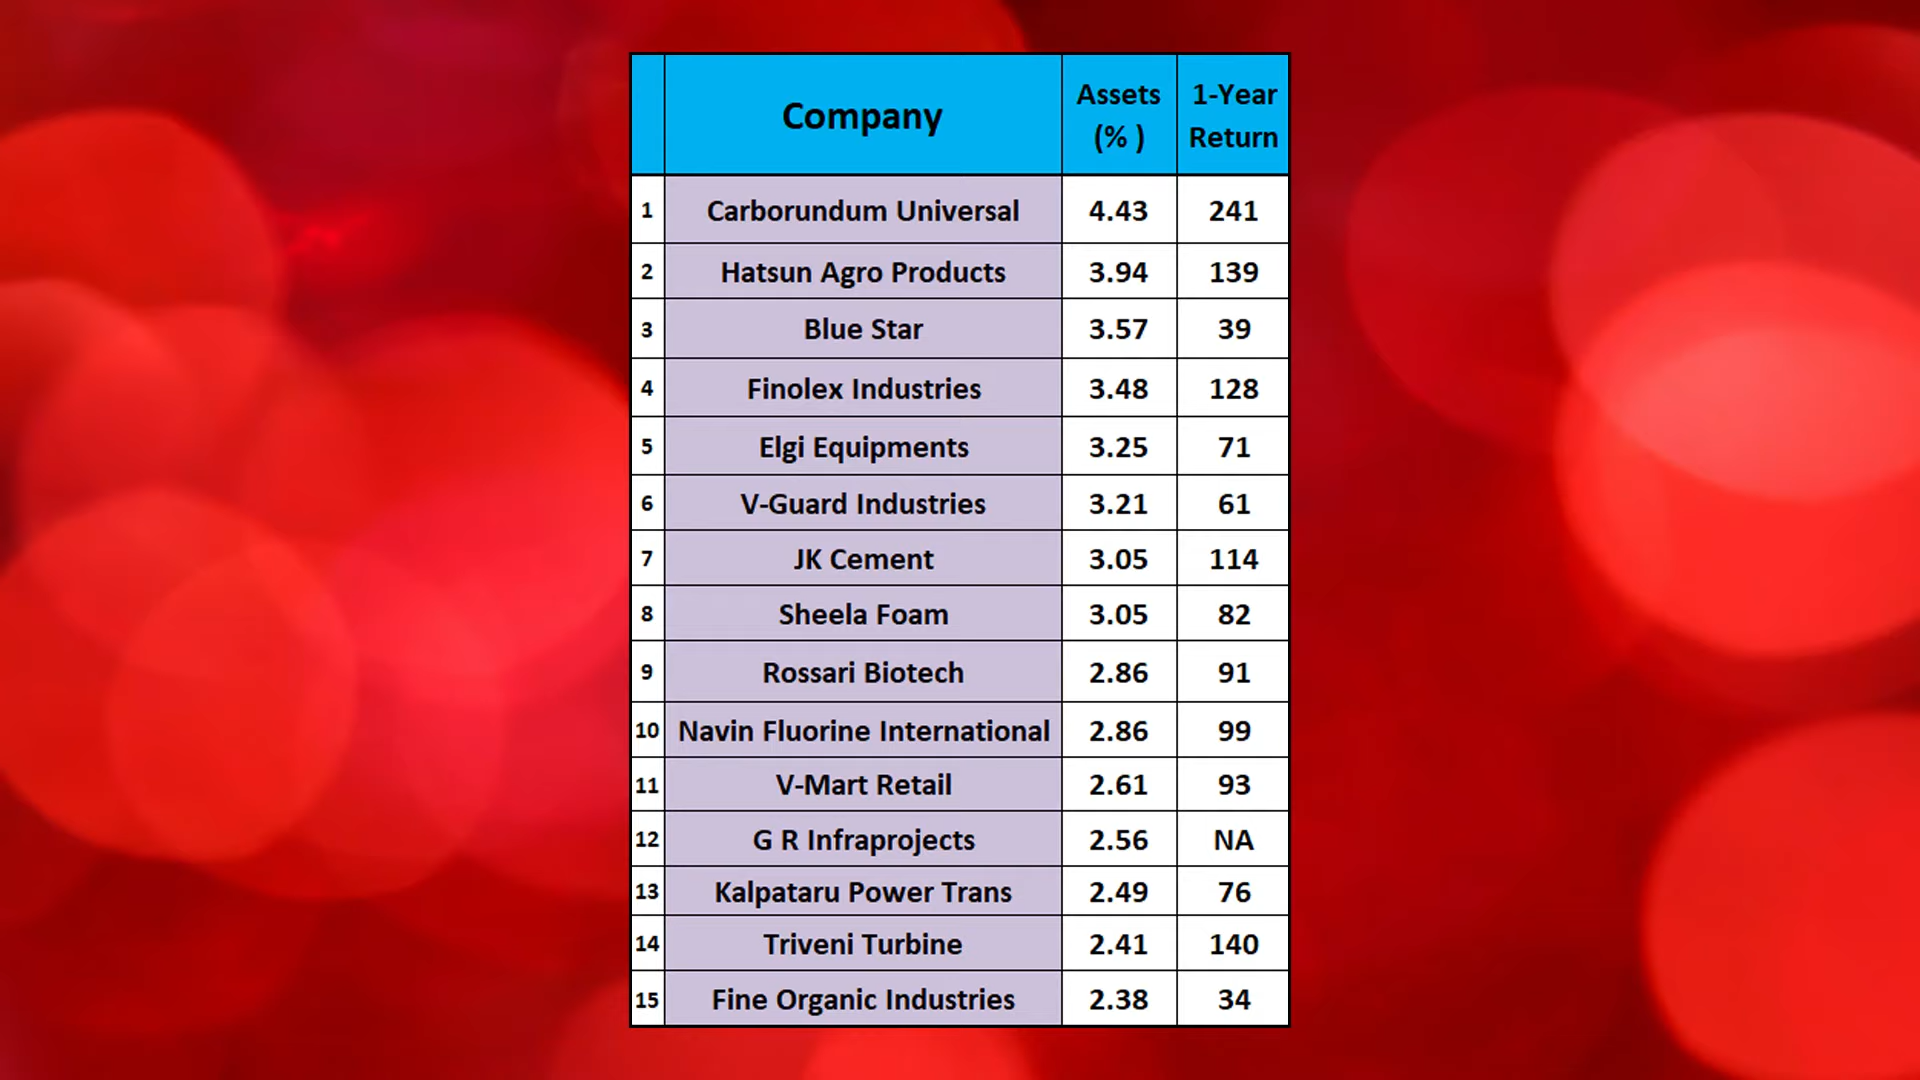 Company Assets (% ) 1-Year Return
1 Carborundum Universal 4.43 241
2 Hatsun Agro Products 3.94 139
3 Blue Star 3.57 39
4 Finolex Industries 3.48 128
5 Elgi Equipments 3.25 71
6 V-Guard Industries 3.21 61
7 JK Cement 3.05 114
8 Sheela Foam 3.05 82
9 Rossari Biotech 2.86 91
10 Navin Fluorine International 2.86 99
11 V-Mart Retail 2.61 93
12 G R Infraprojects 2.56 NA
13 Kalpataru Power Trans 2.49 76
14 Triveni Turbine 2.41 140
15 Fine Organic Industries 2.38 34